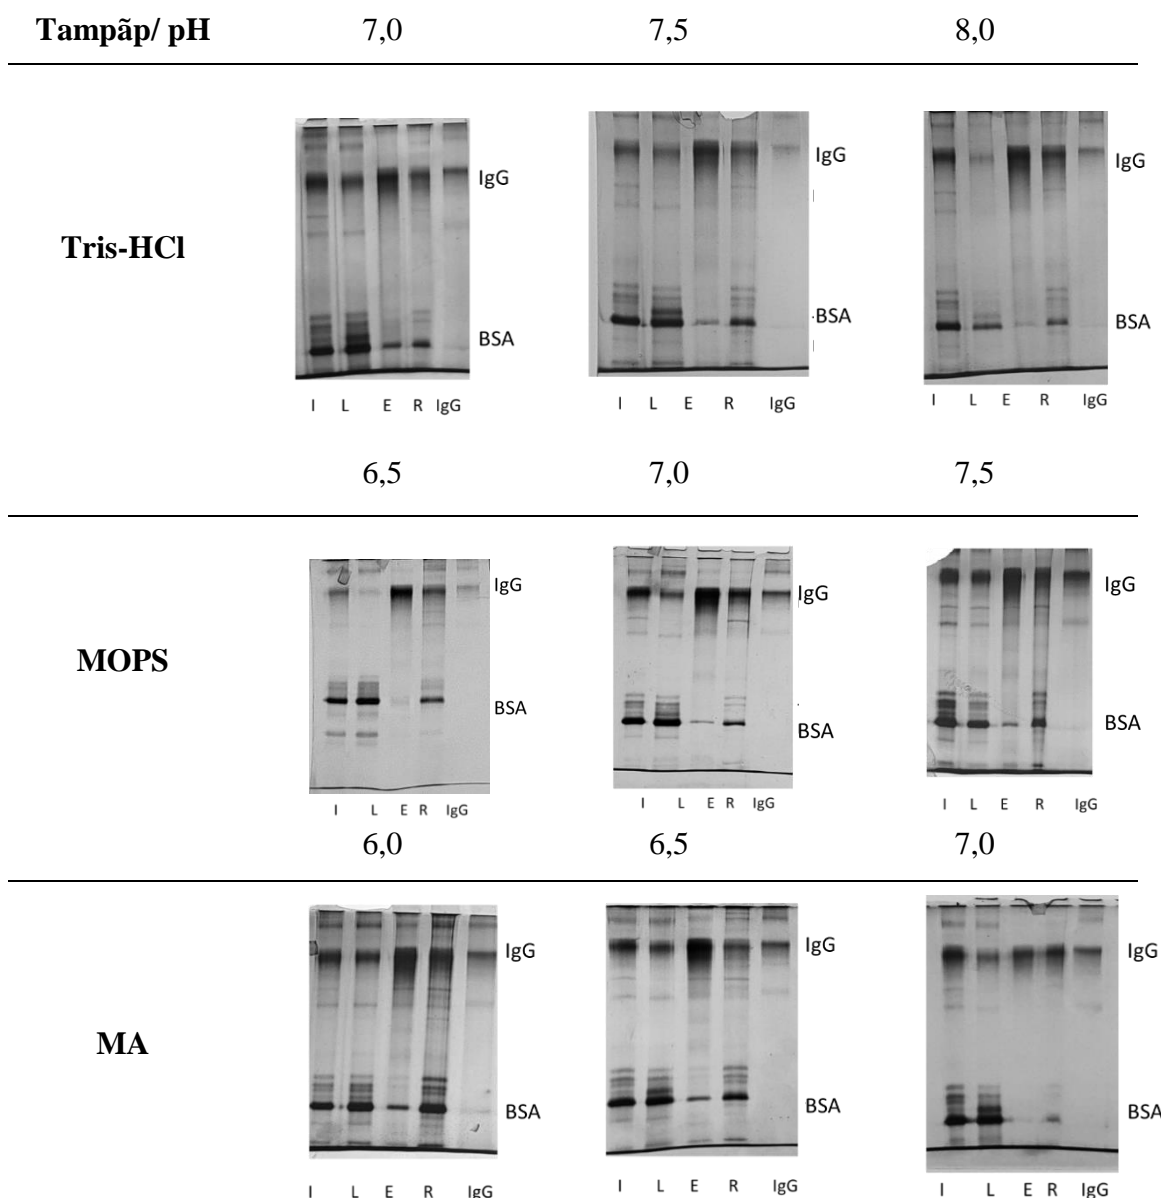 Tampãp/ pH 7,0 7,5 8,0
Tris-HCl
IgG
BSA
I L E R IgG
IgG
BSA
I L E R IgG
IgG
BSA
I L E R IgG
6,5 7,0 7,5
MOPS
IgG
BSA
I L E R IgG
IgG
BSA
I L E R IgG
IgG
BSA
I L E R IgG
6,0 6,5 7,0
MA
IgG
BSA
I L E R IgG
IgG
BSA
I L E R IgG
IgG
BSA
I L E R IgG